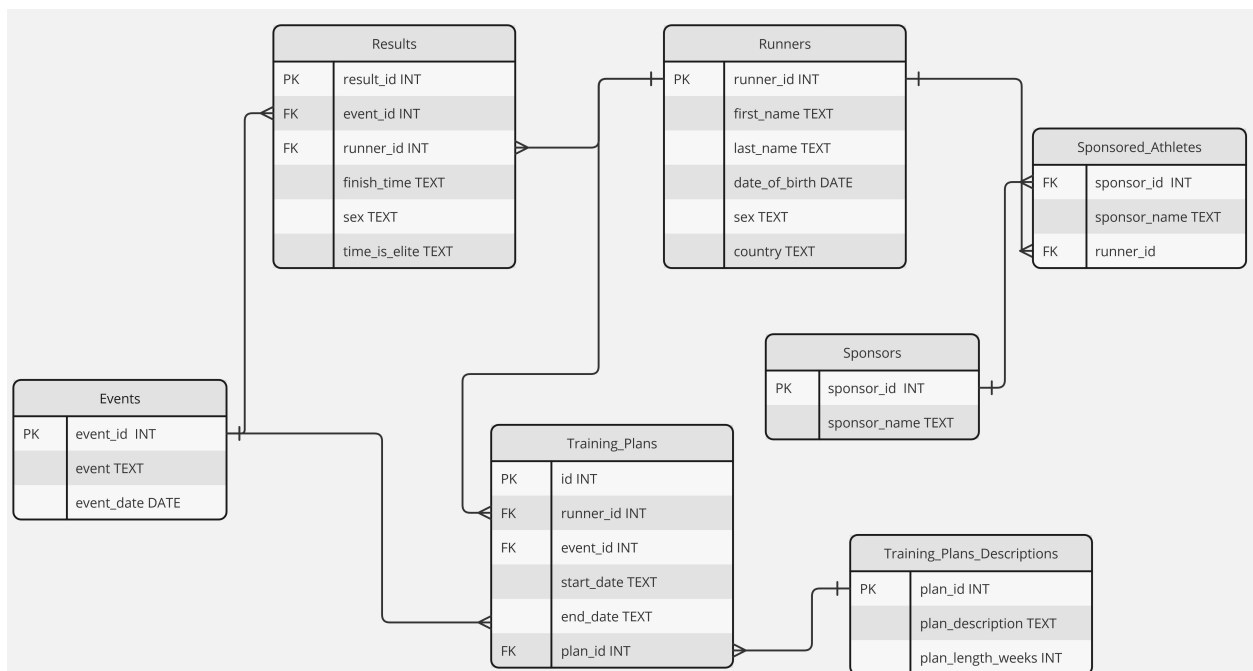 Results
PK result_id INT
FK event_id INT
FK runner_id INT
finish_time TEXT
sex TEXT
time_is_elite TEXT
Runners
PK runner_id INT
first_name TEXT
last_name TEXT
date_of_birth DATE
sex TEXT
country TEXT
Sponsored_Athletes
FK sponsor_id INT
sponsor_name TEXT
FK runner_id
Sponsors
PK sponsor_id INT
sponsor_name TEXT
Events
PK event_id INT
event TEXT
event_date DATE
Training_Plans
PK id INT
FK runner_id INT
FK event_id INT
start_date TEXT
end_date TEXT
FK plan_id INT
Training_Plans_Descriptions
PK plan_id INT
plan_description TEXT
plan_length_weeks INT